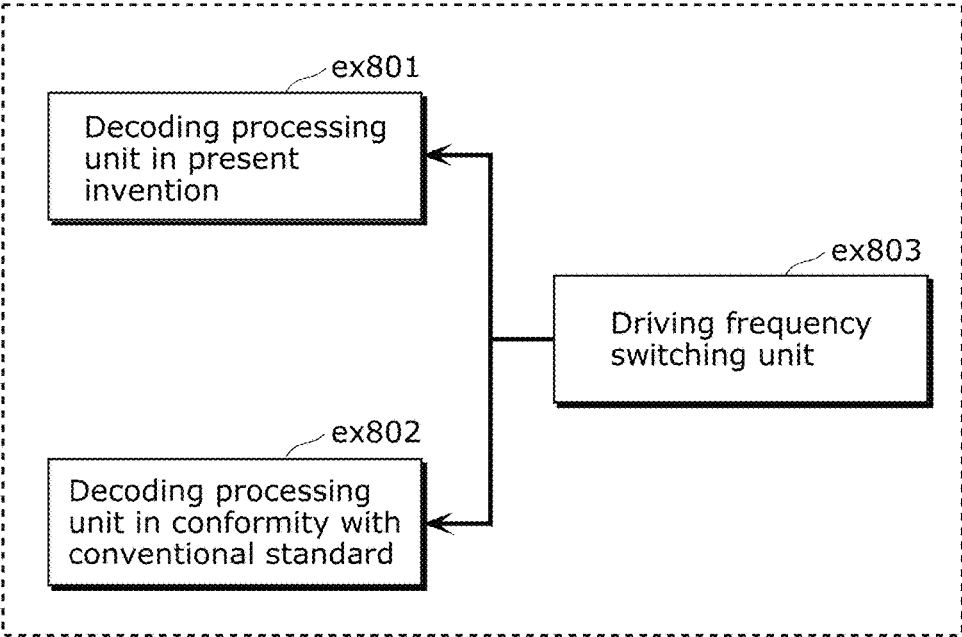 ex801
Decoding processing
unit in present
invention
ex803
Driving frequency
switching unit
ex802
Decoding processing
unit in conformity with
conventional standard